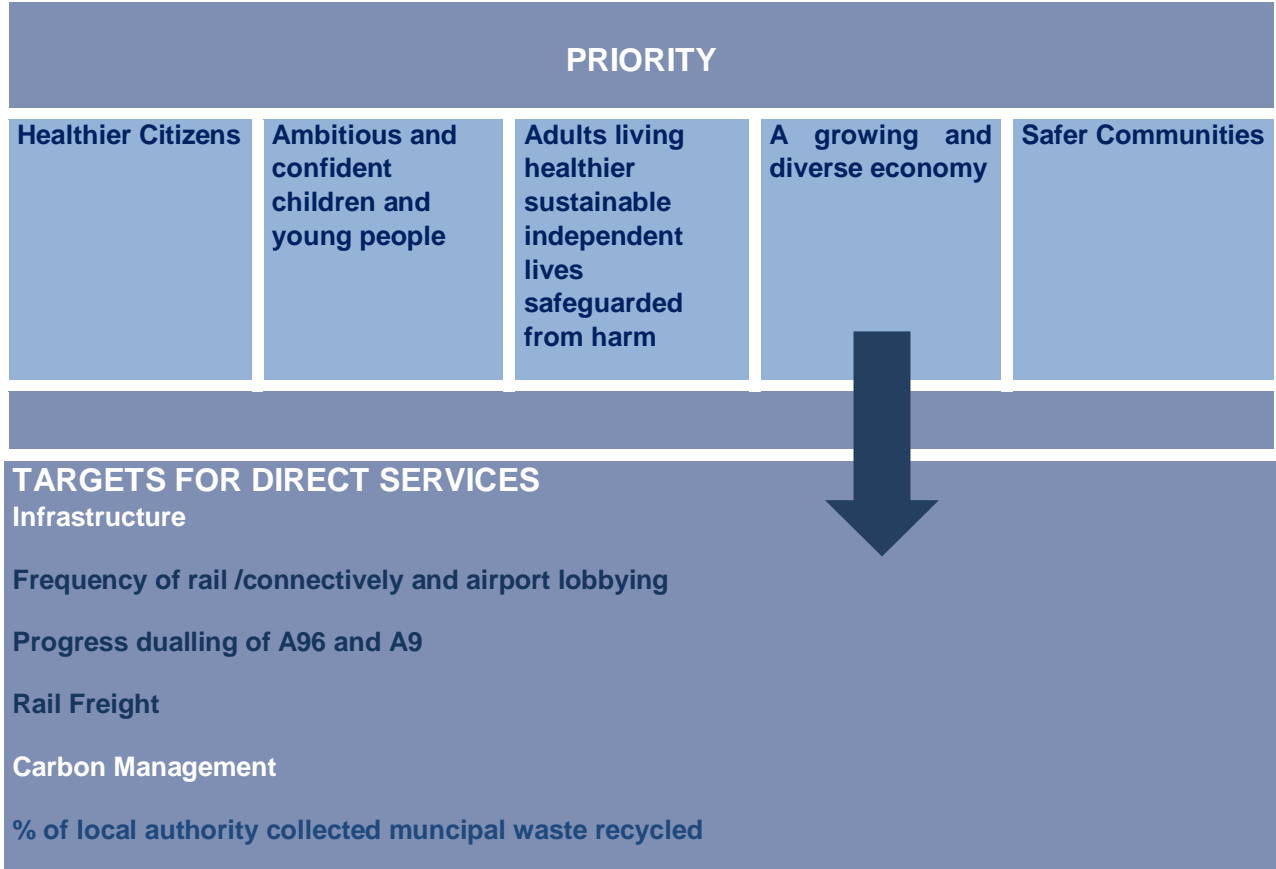 PRIORITY
Healthier Citizens
Ambitious and
confident
children and
young people
Adults living
healthier
sustainable
independent
lives
safeguarded
from harm
A growing and
diverse economy
Safer Communities
TARGETS FOR DIRECT SERVICES
Infrastructure
Frequency of rail /connectively and airport lobbying
Progress dualling of A96 and A9
Rail Freight
Carbon Management
% of local authority collected muncipal waste recycled